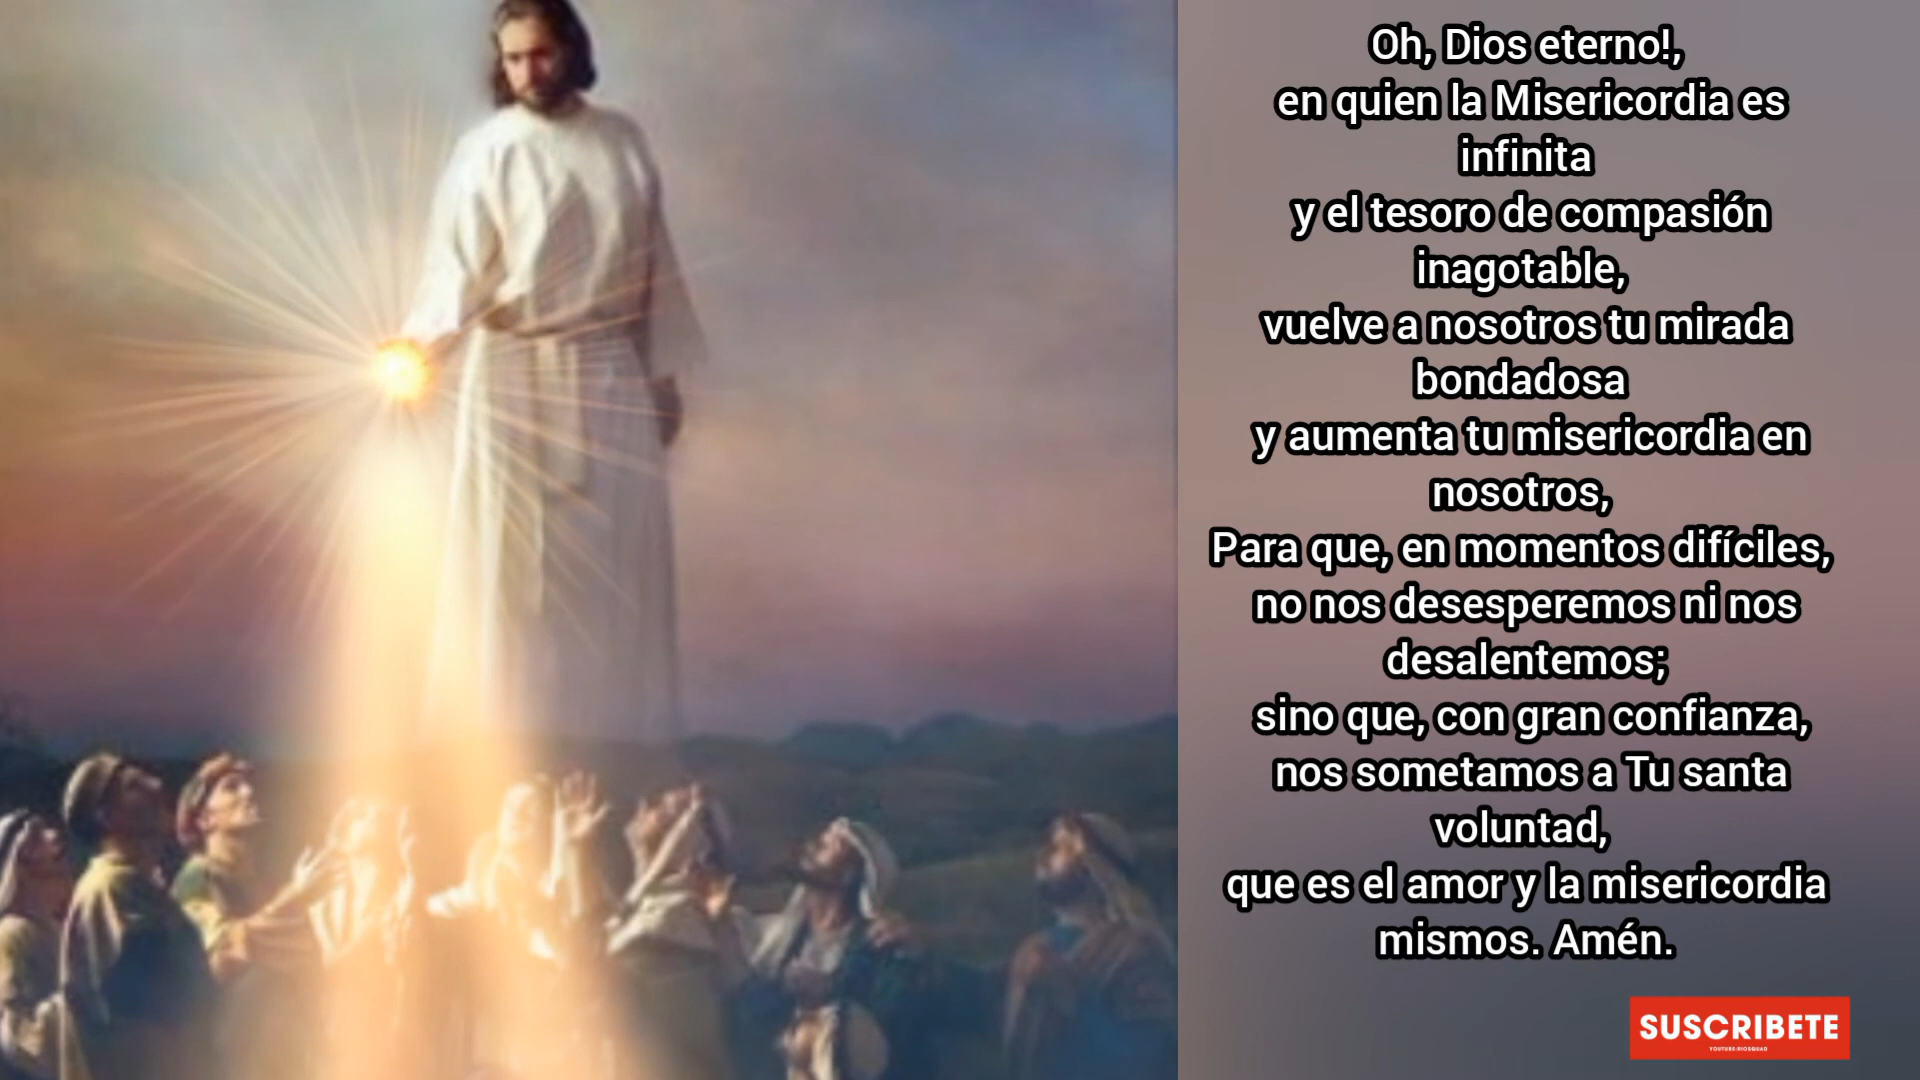 Oh, Dios eterno!,
en quien la Misericordia es
infinita
y el tesoro de compasión
inagotable,
vuelve a nosotros tu mirada
bondadosa
y aumenta tu misericordia en
nosotros,
Para que, en momentos difíciles,
no nos desesperemos ni nos
desalentemos;
sino que, con gran confianza,
nos sometamos a Tu santa
voluntad,
que es el amor y la misericordia
mismos. Amén.
SUSCRIBETE